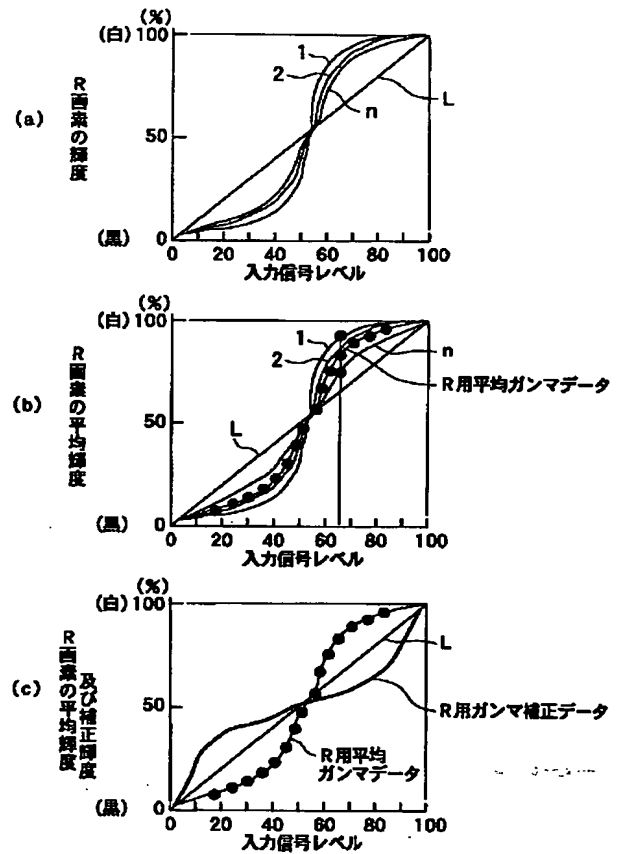 (a)
R画素の輝度
(%)
(白) 100
50
(黒) 0
1
2
n
L
0 20 40 60 80 100
入力信号レベル
(b)
R画素の平均輝度
(%)
(白) 100
50
(黒) 0
1
2
n
R用平均ガンマデータ
L
0 20 40 60 80 100
入力信号レベル
(c)
R画素の平均輝度
及び補正輝度
(%)
(白) 100
50
(黒) 0
L
R用ガンマ補正データ
R用平均
ガンマデータ
0 20 40 60 80 100
入力信号レベル